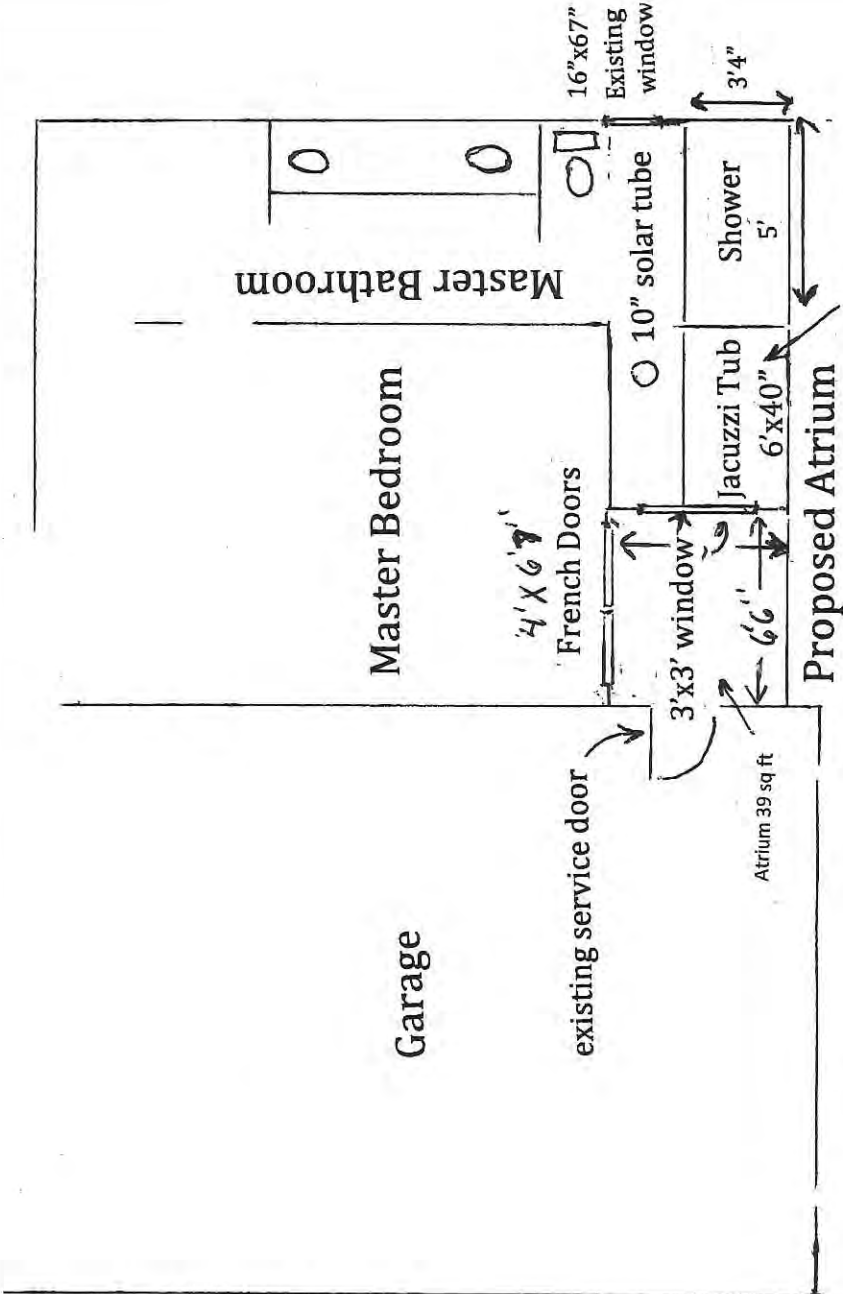 16”x67”
Existing
window
3’4”
10” solar tube
Shower
5’
Master Bathroom
Jacuzzi Tub
6’x40”
Master Bedroom
4' X 6'8"
French Doors
3’x3’ window
6'6"
Proposed Atrium
existing service door
Atrium 39 sq ft
Garage